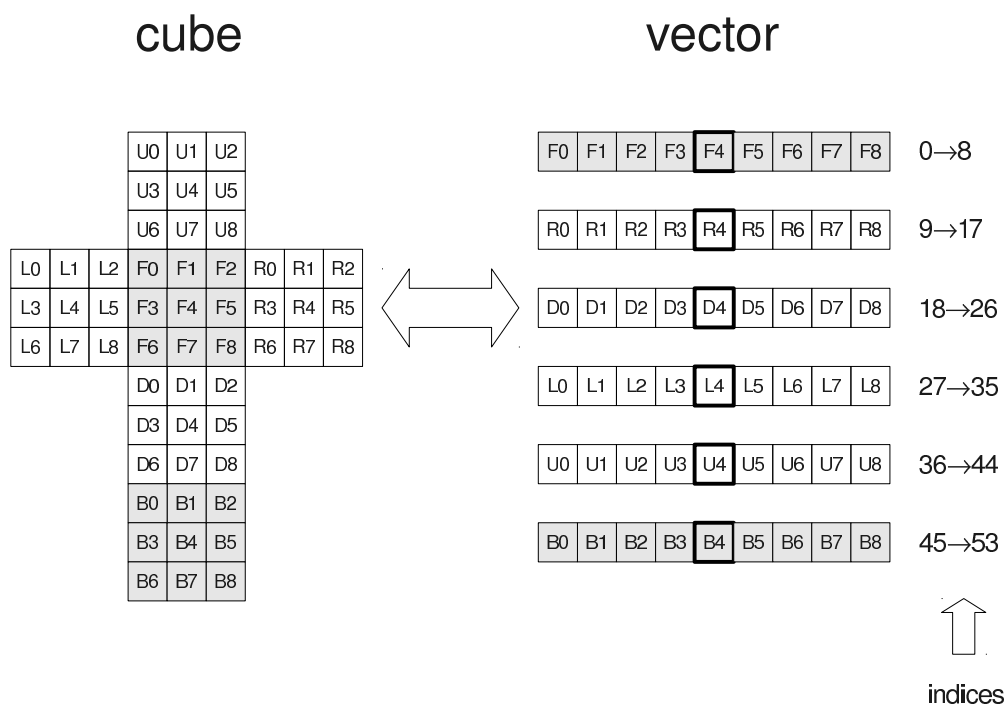 cube
vector
U0 U1 U2
U3 U4 U5
U6 U7 U8
L0 L1 L2 F0 F1 F2 R0 R1 R2
L3 L4 L5 F3 F4 F5 R3 R4 R5
L6 L7 L8 F6 F7 F8 R6 R7 R8
D0 D1 D2
D3 D4 D5
D6 D7 D8
B0 B1 B2
B3 B4 B5
B6 B7 B8
F0 F1 F2 F3 F4 F5 F6 F7 F8 0→8
R0 R1 R2 R3 R4 R5 R6 R7 R8 9→17
D0 D1 D2 D3 D4 D5 D6 D7 D8 18→26
L0 L1 L2 L3 L4 L5 L6 L7 L8 27→35
U0 U1 U2 U3 U4 U5 U6 U7 U8 36→44
B0 B1 B2 B3 B4 B5 B6 B7 B8 45→53
indices